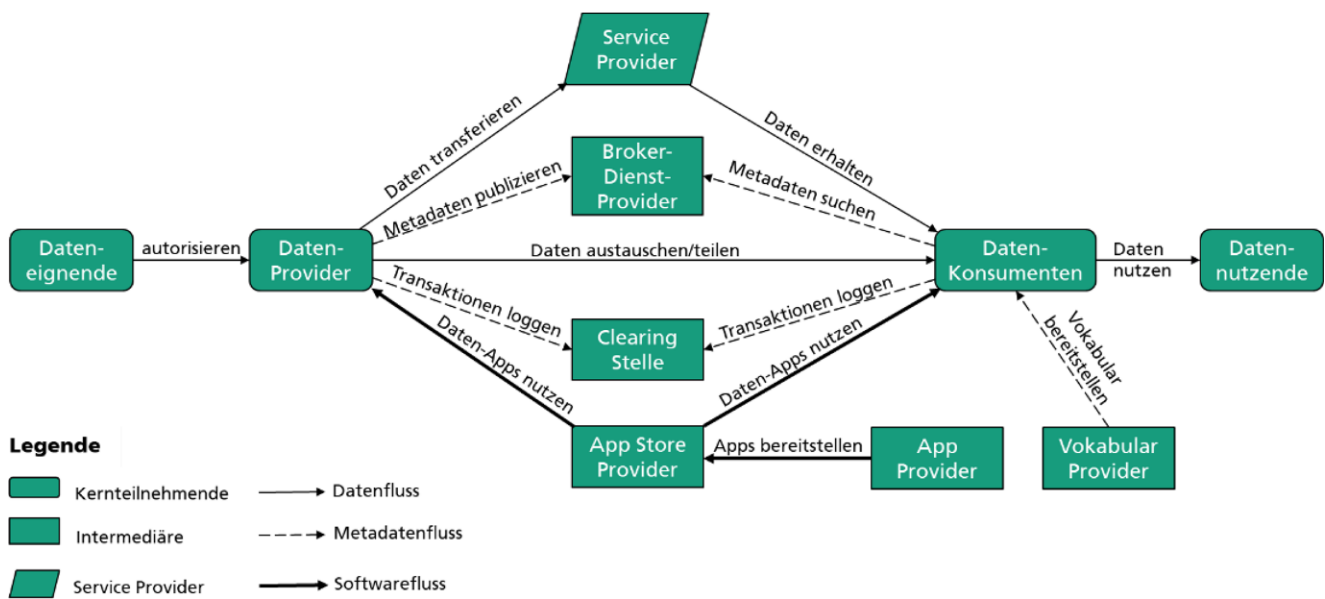 Service
Provider
Daten transferieren
Daten erhalten
Broker-
Dienst-
Provider
Metadaten publizieren
Metadaten suchen
Daten-
eignende
autorisieren
Daten-
Provider
Daten austauschen/teilen
Daten-
Konsumenten
Daten
nutzen
Daten-
nutzende
Transaktionen loggen
Transaktionen loggen
Clearing
Stelle
Daten-Apps nutzen
Daten-Apps nutzen
Vokabular
bereitstellen
App Store
Provider
Apps bereitstellen
App
Provider
Vokabular
Provider
Legende
Kernteilnehmende
Datenfluss
Intermediäre
Metadatenfluss
Service Provider
Softwarefluss